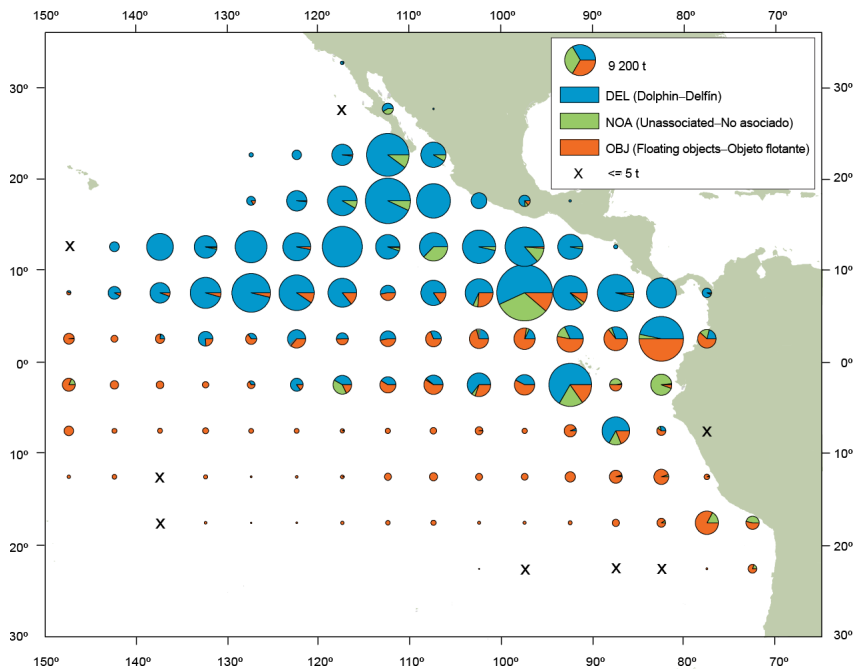 150º 140º 130º 120º 110º 100º 90º 80º 70º
9 200 t
DEL (Dolphin–Delfín)
NOA (Unassociated–No asociado)
OBJ (Floating objects–Objeto flotante)
x <= 5 t
30º 30º
x
20º 20º
x
10º 10º
0º 0º
x
10º 10º
x
x
20º 20º
x x x
30º 30º
150º 140º 130º 120º 110º 100º 90º 80º 70º